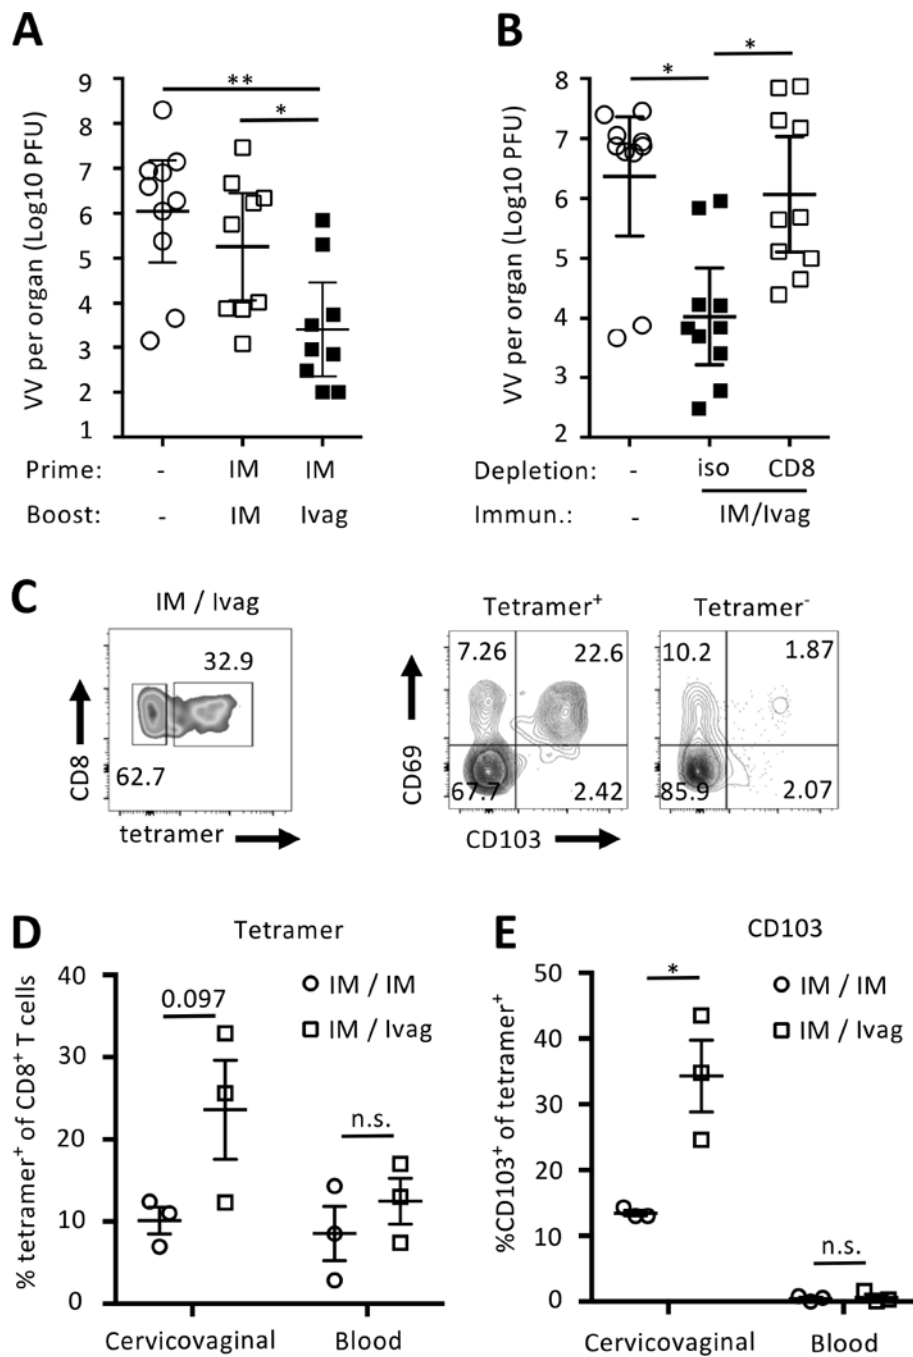 A
VV per organ (Log10 PFU)
9
8
7
6
5
4
3
2
1
**
*
Prime: - IM IM
Boost: - IM Ivag
B
VV per organ (Log10 PFU)
8
7
6
5
4
3
2
* *
Depletion: - iso CD8
Immun.: - IM/Ivag
C
IM / Ivag
32.9
62.7
CD8
tetramer
Tetramer+
7.26 22.6
67.7 2.42
CD69
CD103
Tetramer-
10.2 1.87
85.9 2.07
D
Tetramer
% tetramer+ of CD8+ T cells
40
30
20
10
0
0.097
n.s.
IM / IM
IM / Ivag
Cervicovaginal Blood
E
CD103
%CD103+ of tetramer+
50
40
30
20
10
0
*
n.s.
IM / IM
IM / Ivag
Cervicovaginal Blood